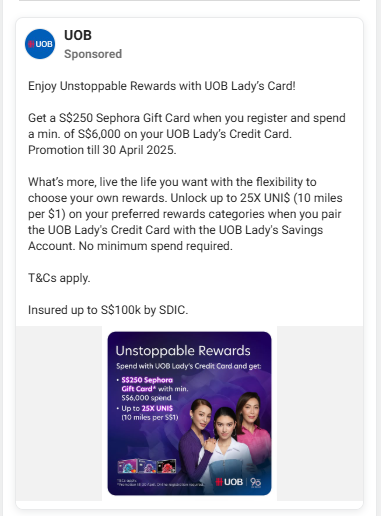 UOB
UOB
Sponsored
Enjoy Unstoppable Rewards with UOB Lady's Card!
Get a S$250 Sephora Gift Card when you register and spend
a min. of S$6,000 on your UOB Lady's Credit Card.
Promotion till 30 April 2025.
What's more, live the life you want with the flexibility to
choose your own rewards. Unlock up to 25X UNI$ (10 miles
per $1) on your preferred rewards categories when you pair
the UOB Lady's Credit Card with the UOB Lady's Savings
Account. No minimum spend required.
T&Cs apply.
Insured up to S$100k by SDIC.
Unstoppable Rewards
Spend with UOB Lady's Credit Card and get:
• S$250 Sephora
Gift Card* with min.
S$6,000 spend
• Up to 25X UNI$
(10 miles per S$1)
UOB